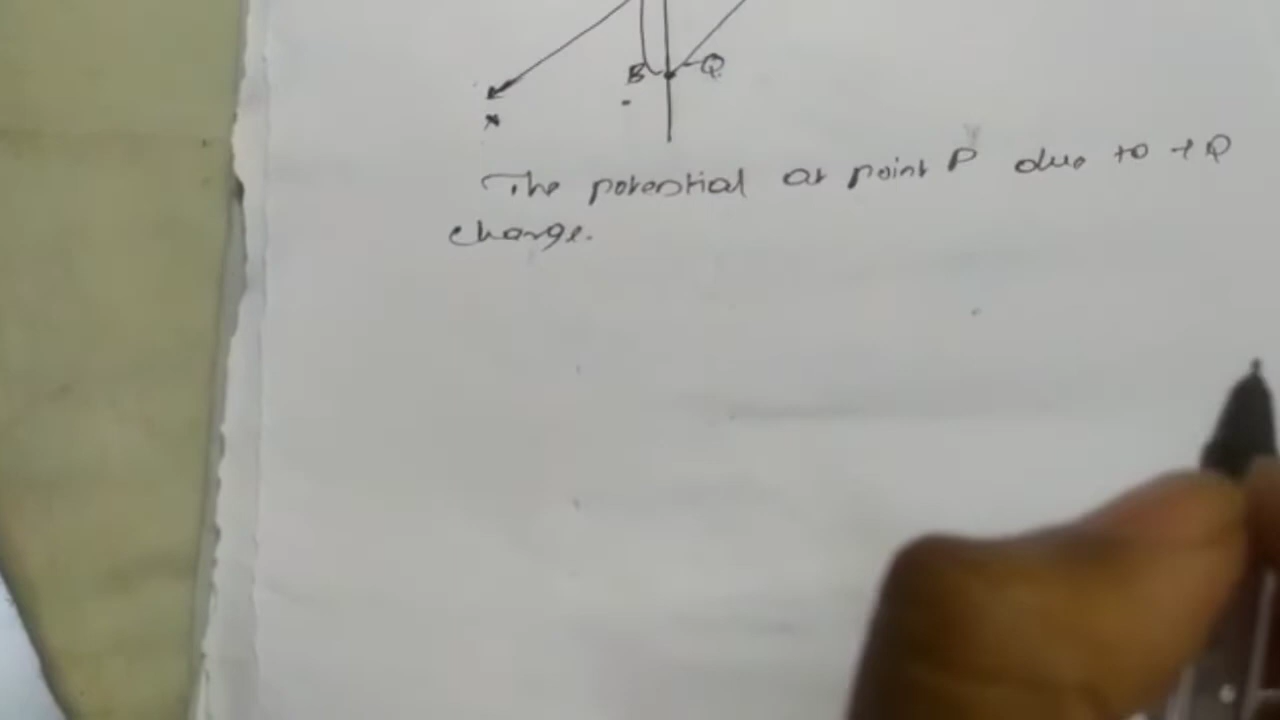 B -Q
x
The potential at point P due to +Q
charge.